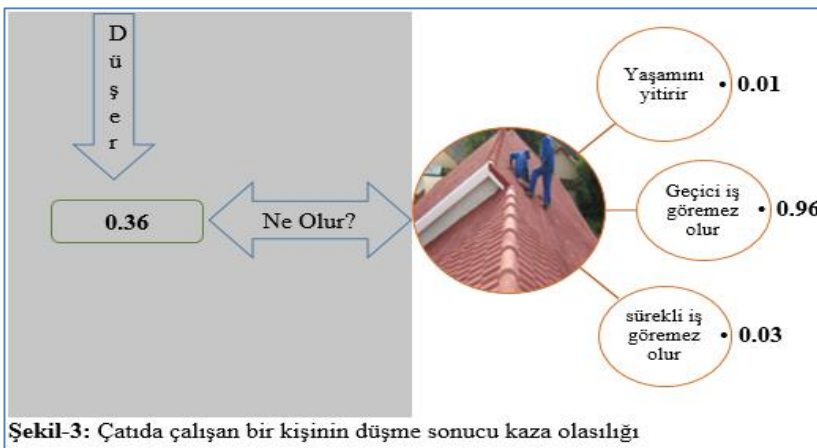 Düşer
0.36
Ne Olur?
Yaşamını
yitirir
• 0.01
Geçici iş
göremez
olur
• 0.96
sürekli iş
göremez
olur
• 0.03
Şekil-3: Çatıda çalışan bir kişinin düşme sonucu kaza olasılığı